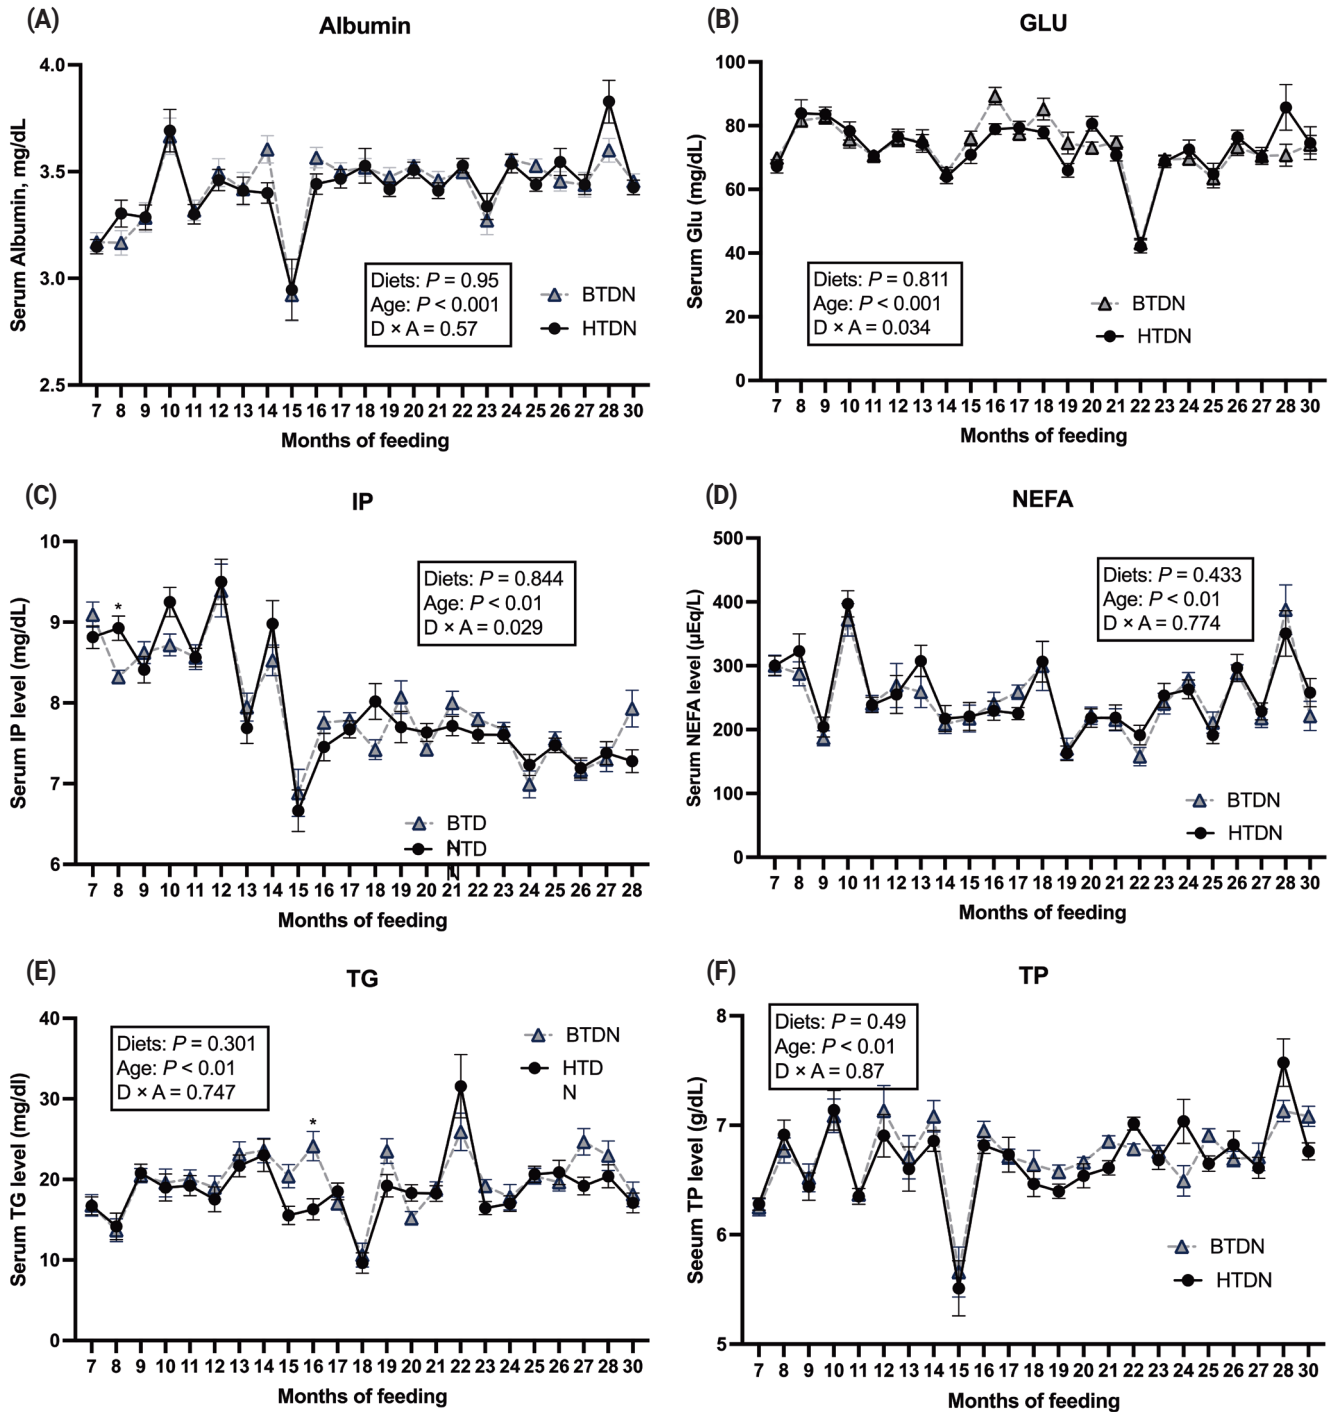 (A)
Albumin
Serum Albumin, mg/dL
4.0
3.5
3.0
2.5
Diets: P = 0.95
Age: P < 0.001
D × A = 0.57
BTDN
HTDN
7 8 9 10 11 12 13 14 15 16 17 18 19 20 21 22 23 24 25 26 27 28 30
Months of feeding
(B)
GLU
Serum Glu (mg/dL)
100
80
60
40
20
0
Diets: P = 0.811
Age: P < 0.001
D × A = 0.034
BTDN
HTDN
7 8 9 10 11 12 13 14 15 16 17 18 19 20 21 22 23 24 25 26 27 28 30
Months of feeding
(C)
IP
Serum IP level (mg/dL)
10
9
8
7
6
*
Diets: P = 0.844
Age: P < 0.01
D × A = 0.029
BTD
N
HTD
N
7 8 9 10 11 12 13 14 15 16 17 18 19 20 21 22 23 24 25 26 27 28
Months of feeding
(D)
NEFA
Serum NEFA level (µEq/L)
500
400
300
200
100
0
Diets: P = 0.433
Age: P < 0.01
D × A = 0.774
BTDN
HTDN
7 8 9 10 11 12 13 14 15 16 17 18 19 20 21 22 23 24 25 26 27 28 30
Months of feeding
(E)
TG
Serum TG level (mg/dl)
40
30
20
10
0
Diets: P = 0.301
Age: P < 0.01
D × A = 0.747
*
BTDN
HTD
N
7 8 9 10 11 12 13 14 15 16 17 18 19 20 21 22 23 24 25 26 27 28 30
Months of feeding
(F)
TP
Seeum TP level (g/dL)
8
7
6
5
Diets: P = 0.49
Age: P < 0.01
D × A = 0.87
BTDN
HTDN
7 8 9 10 11 12 13 14 15 16 17 18 19 20 21 22 23 24 25 26 27 28 30
Months of feeding